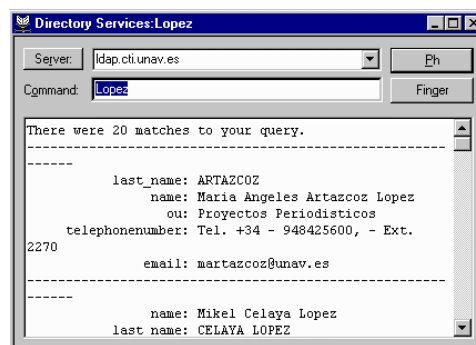 Directory Services:Lopez
Server: ldap.cti.unav.es Ph
Command: Lopez Finger
There were 20 matches to your query.
------------------------------------------------------
------
last_name: ARTAZCOZ
name: Maria Angeles Artazcoz Lopez
ou: Proyectos Periodisticos
telephonenumber: Tel. +34 - 948425600, - Ext.
2270
email: martazcoz@unav.es
------------------------------------------------------
------
name: Mikel Celaya Lopez
last name: CELAYA LOPEZ